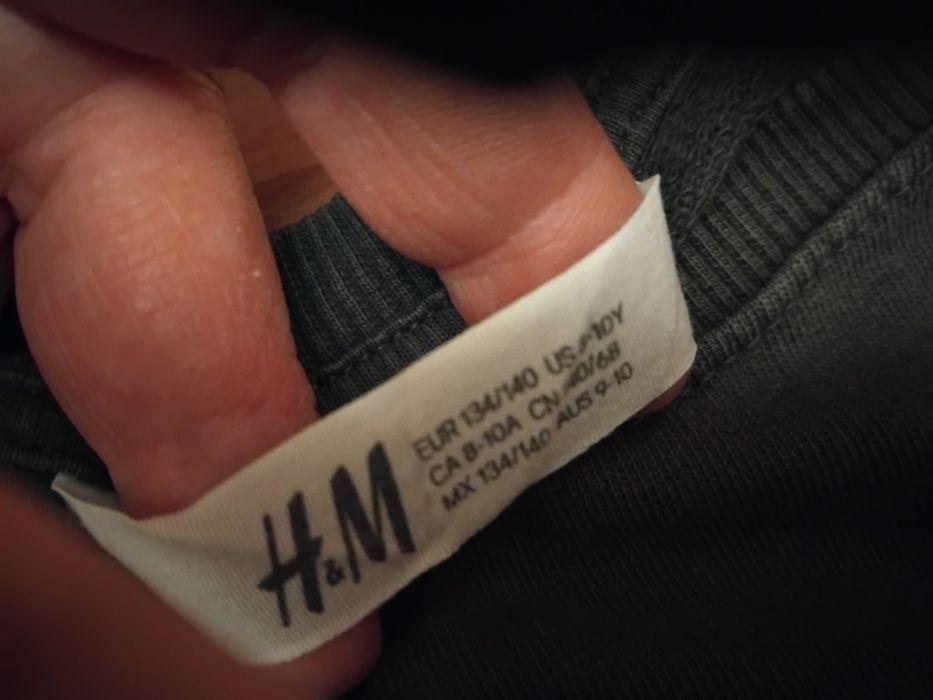 H&M
EUR 134/140 US
CA 8-10A CN
MX 134/140 AUS 9-10